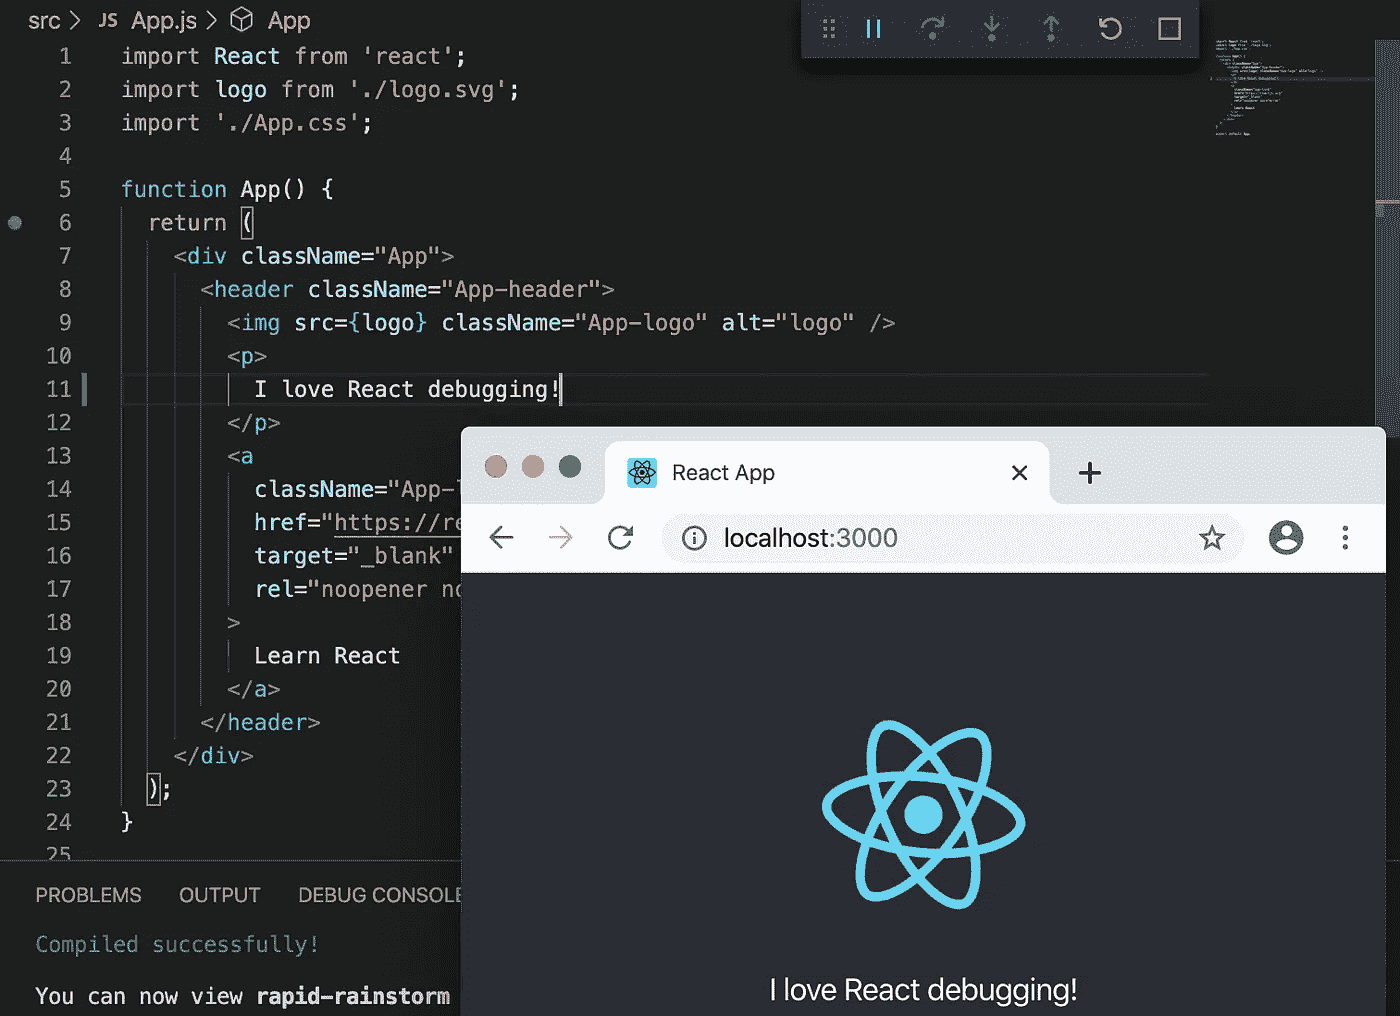 src > JS App.js > App
1 import React from 'react';
2 import logo from './logo.svg';
3 import './App.css';
4
5 function App() {
6 return (
7 <div className="App">
8 <header className="App-header">
9 <img src={logo} className="App-logo" alt="logo" />
10 <p>
11 I love React debugging!
12 </p>
13 <a
14 className="App-l
15 href="https://re
16 target="_blank"
17 rel="noopener no
18 >
19 Learn React
20 </a>
21 </header>
22 </div>
23 );
24 }
25
PROBLEMS OUTPUT DEBUG CONSOLE
Compiled successfully!
You can now view rapid-rainstorm
React App
localhost:3000
I love React debugging!